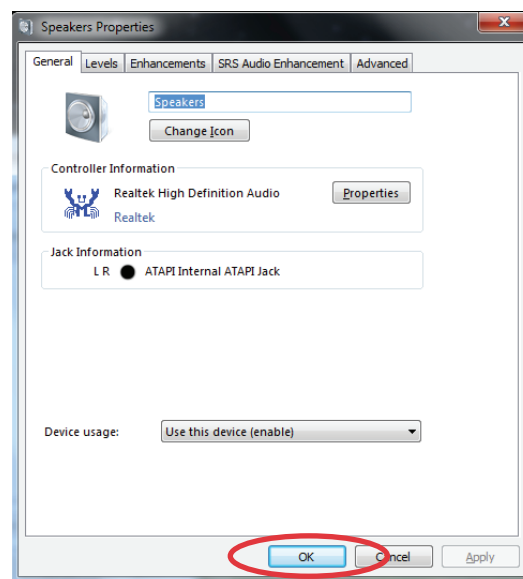 Speakers Properties
X
General Levels Enhancements SRS Audio Enhancement Advanced
Speakers
Change Icon
Controller Information
Realtek High Definition Audio Properties
Realtek
Jack Information
L R ATAPI Internal ATAPI Jack
Device usage: Use this device (enable)
OK Cancel Apply